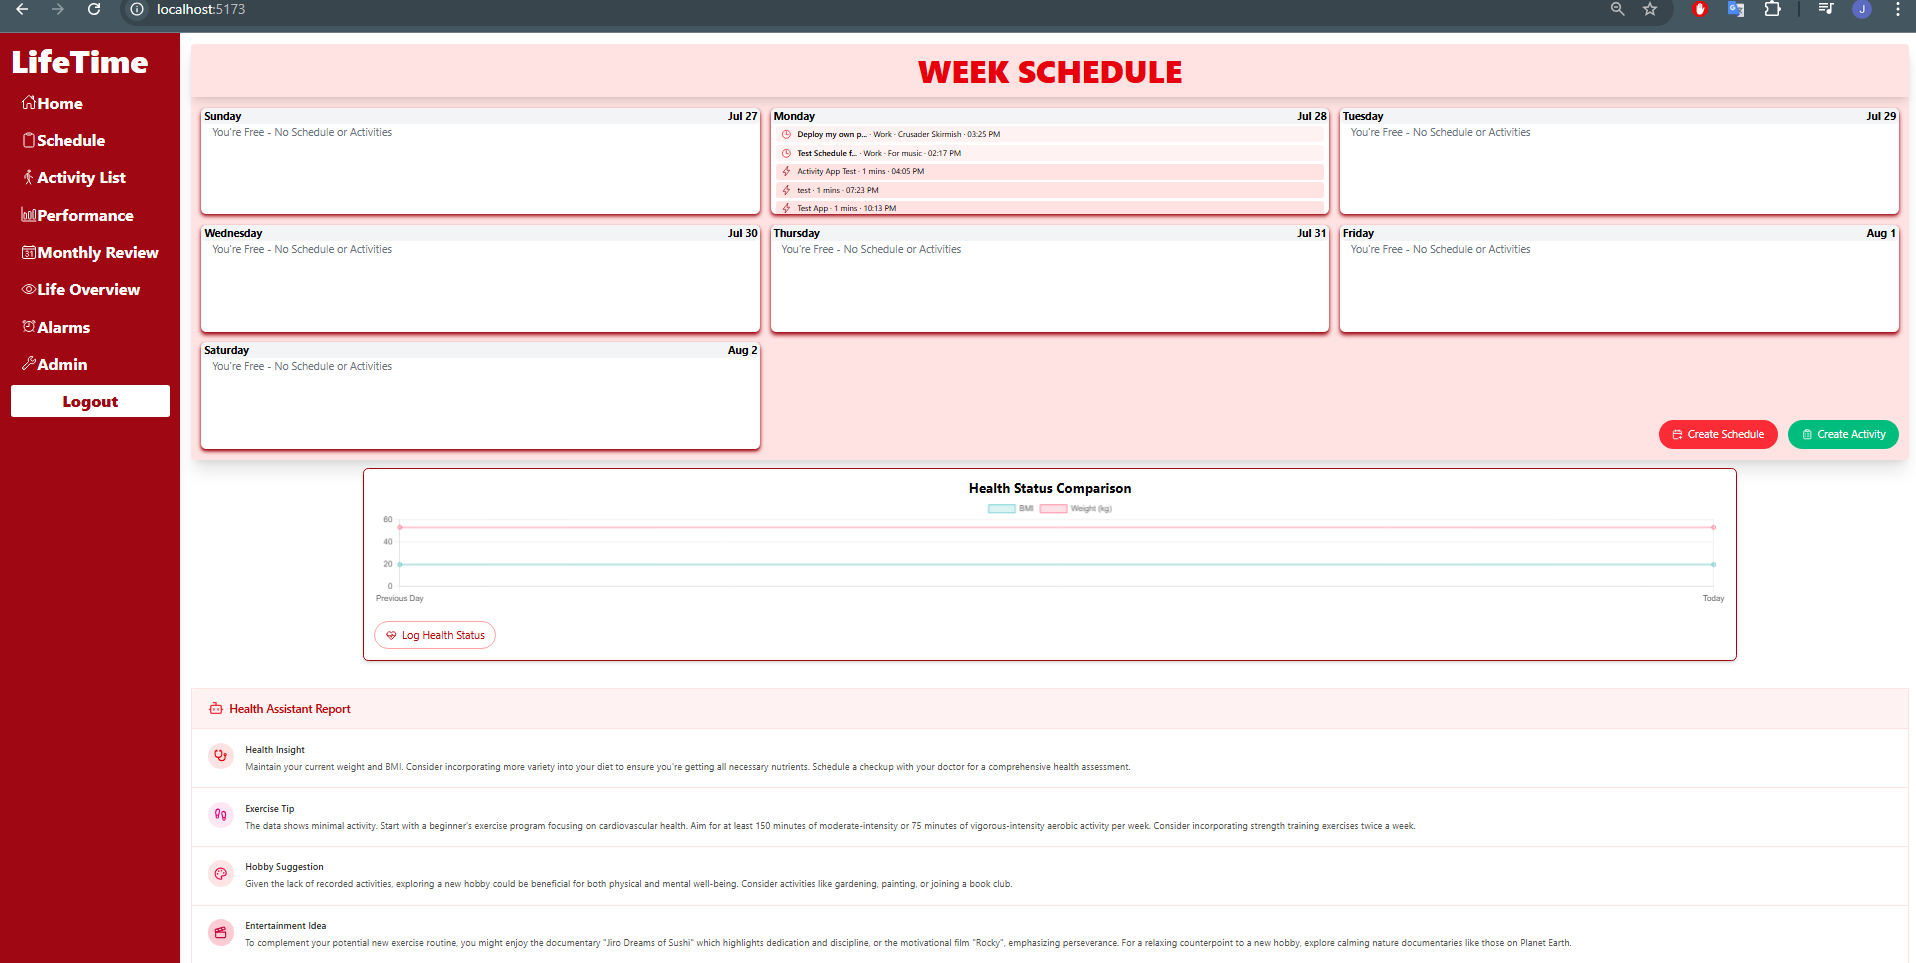 localhost:5173
J
LifeTime
Home
Schedule
Activity List
Performance
31 Monthly Review
Life Overview
Alarms
Admin
Logout
WEEK SCHEDULE
Sunday Jul 27
You're Free - No Schedule or Activities
Monday Jul 28
Deploy my own p... · Work · Crusader Skirmish · 03:25 PM
Test Schedule f... · Work · For music · 02:17 PM
Activity App Test · 1 mins · 04:05 PM
test · 1 mins · 07:23 PM
Test App · 1 mins · 10:13 PM
Tuesday Jul 29
You're Free - No Schedule or Activities
Wednesday Jul 30
You're Free - No Schedule or Activities
Thursday Jul 31
You're Free - No Schedule or Activities
Friday Aug 1
You're Free - No Schedule or Activities
Saturday Aug 2
You're Free - No Schedule or Activities
Create Schedule
Create Activity
Health Status Comparison
BMI Weight (kg)
60
40
20
0
Previous Day Today
Log Health Status
Health Assistant Report
Health Insight
Maintain your current weight and BMI. Consider incorporating more variety into your diet to ensure you're getting all necessary nutrients. Schedule a checkup with your doctor for a comprehensive health assessment.
Exercise Tip
The data shows minimal activity. Start with a beginner's exercise program focusing on cardiovascular health. Aim for at least 150 minutes of moderate-intensity or 75 minutes of vigorous-intensity aerobic activity per week. Consider incorporating strength training exercises twice a week.
Hobby Suggestion
Given the lack of recorded activities, exploring a new hobby could be beneficial for both physical and mental well-being. Consider activities like gardening, painting, or joining a book club.
Entertainment Idea
To complement your potential new exercise routine, you might enjoy the documentary "Jiro Dreams of Sushi" which highlights dedication and discipline, or the motivational film "Rocky", emphasizing perseverance. For a relaxing counterpoint to a new hobby, explore calming nature documentaries like those on Planet Earth.